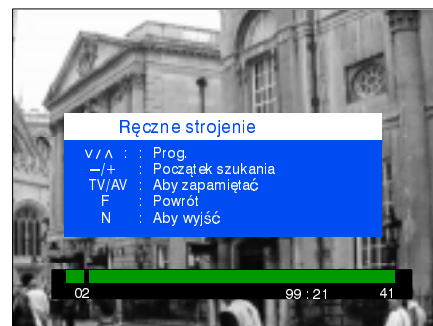 Ręczne strojenie
∨/∧ : : Prog.
–/+ : Początek szukania
TV/AV : Aby zapamiętać
F : Powrót
N : Aby wyjść
02 99 : 21 41